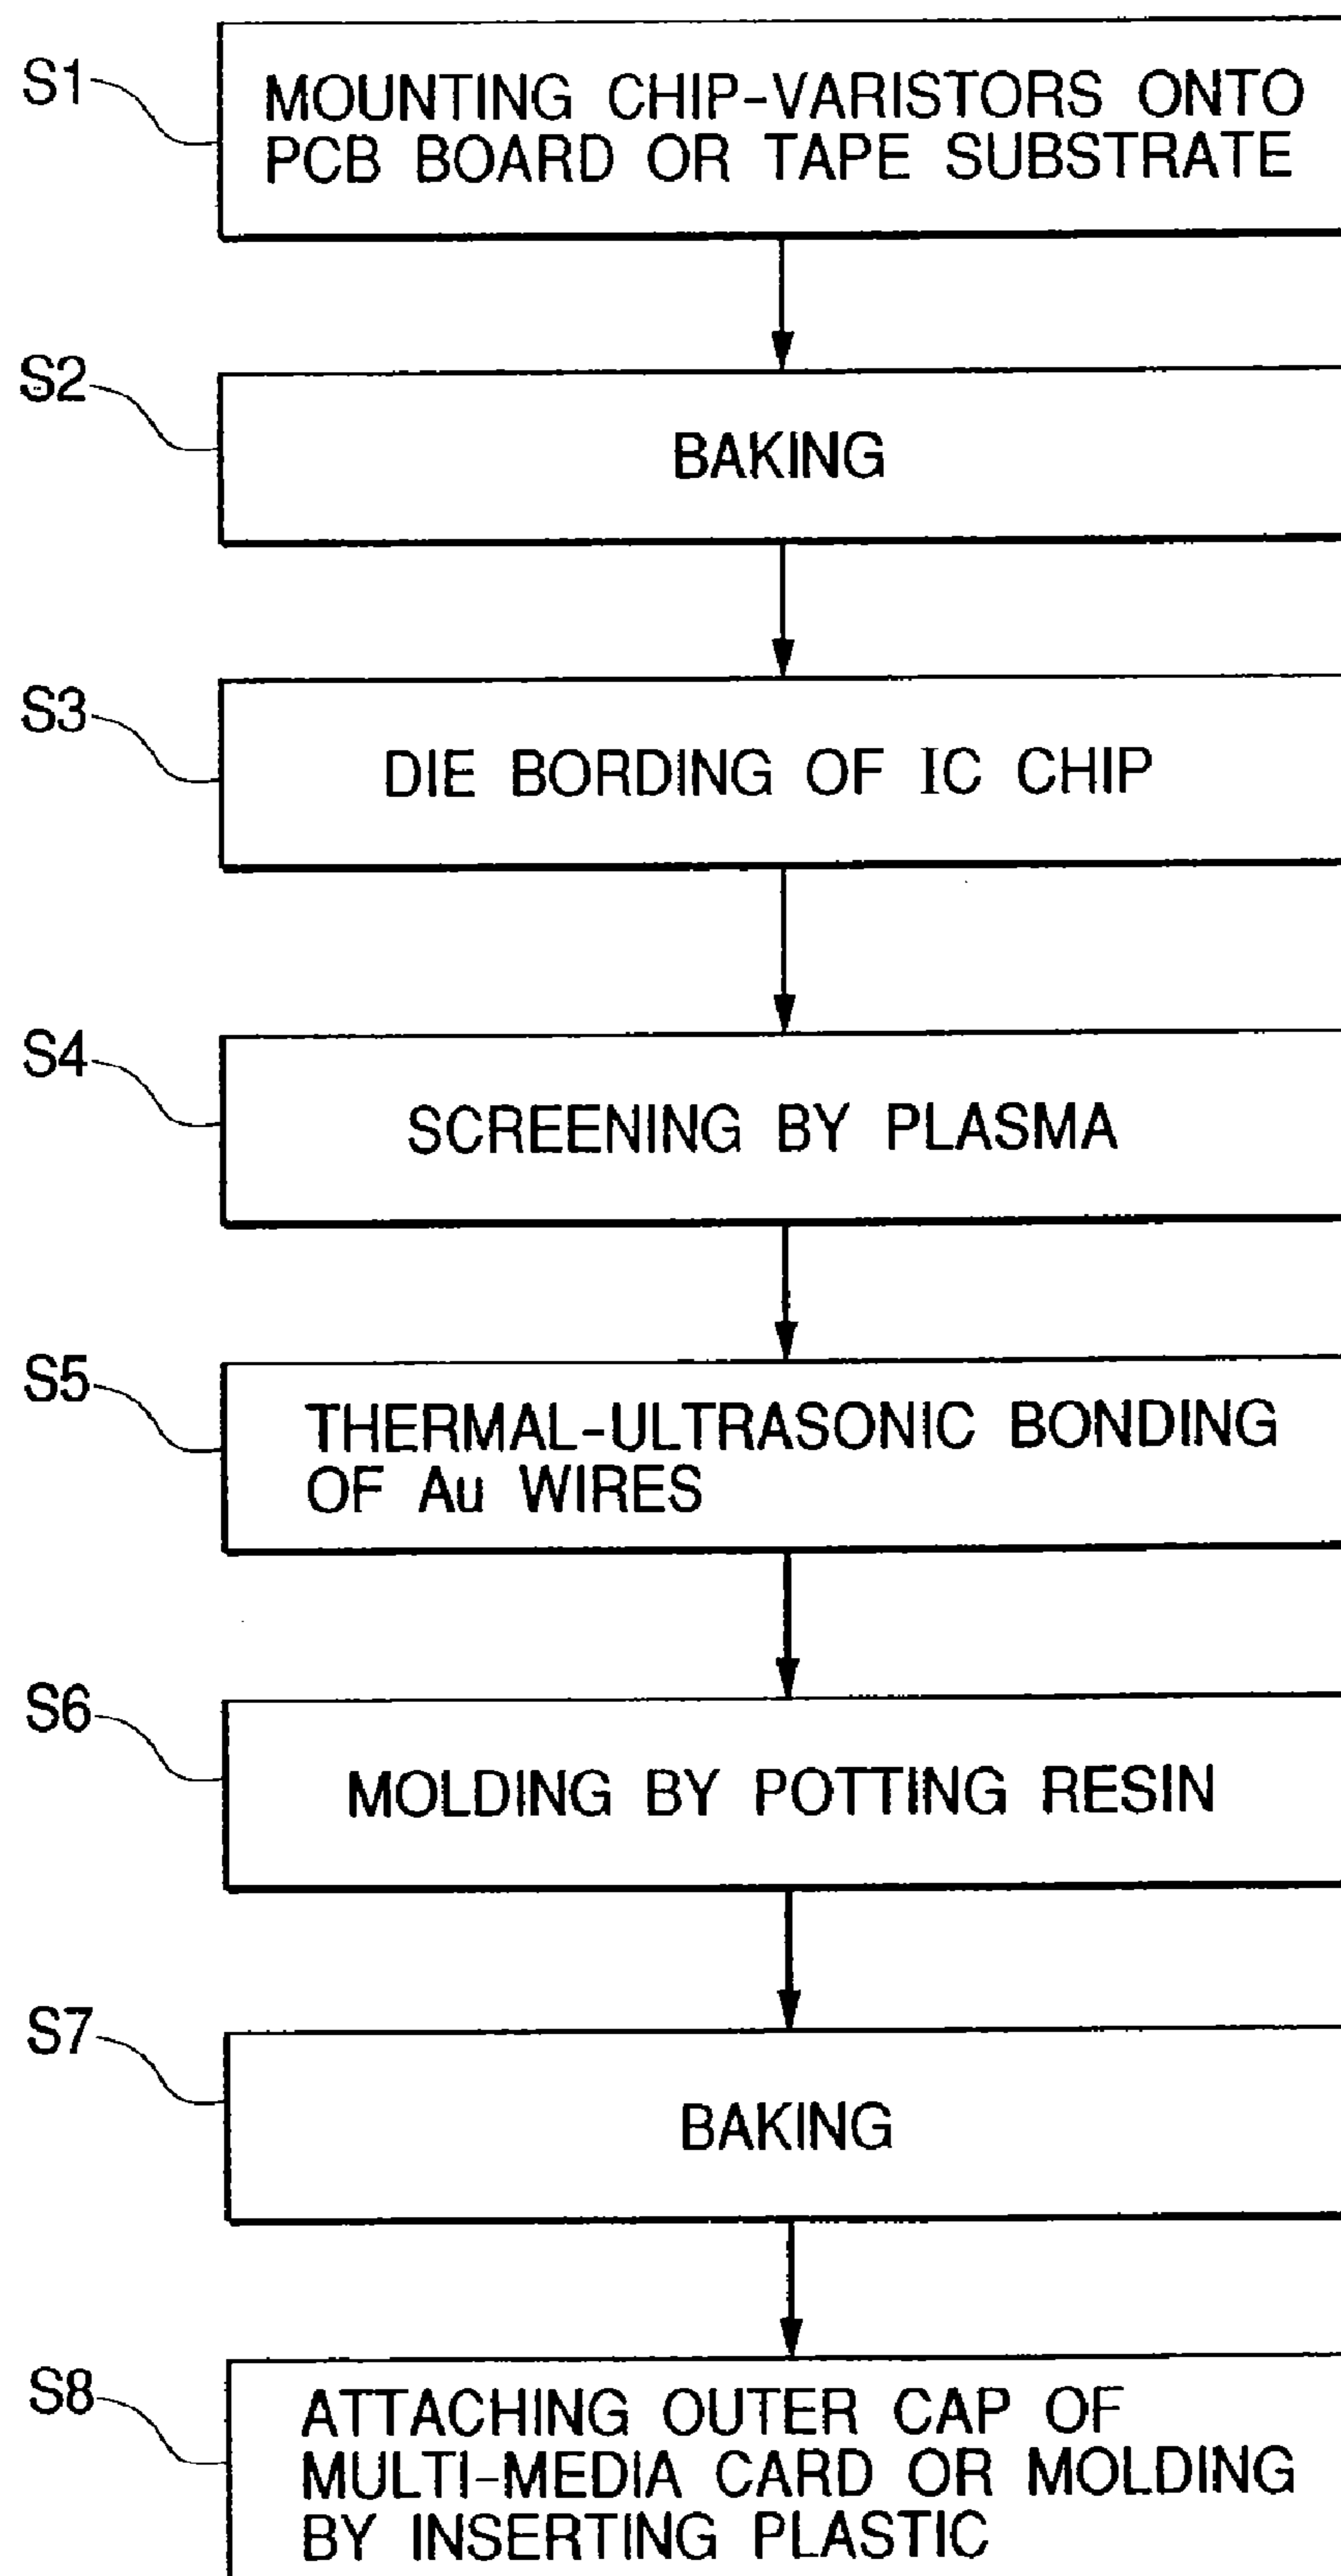 S1
MOUNTING CHIP-VARISTORS ONTO
PCB BOARD OR TAPE SUBSTRATE
S2
BAKING
S3
DIE BORDING OF IC CHIP
S4
SCREENING BY PLASMA
S5
THERMAL-ULTRASONIC BONDING
OF Au WIRES
S6
MOLDING BY POTTING RESIN
S7
BAKING
S8
ATTACHING OUTER CAP OF
MULTI-MEDIA CARD OR MOLDING
BY INSERTING PLASTIC